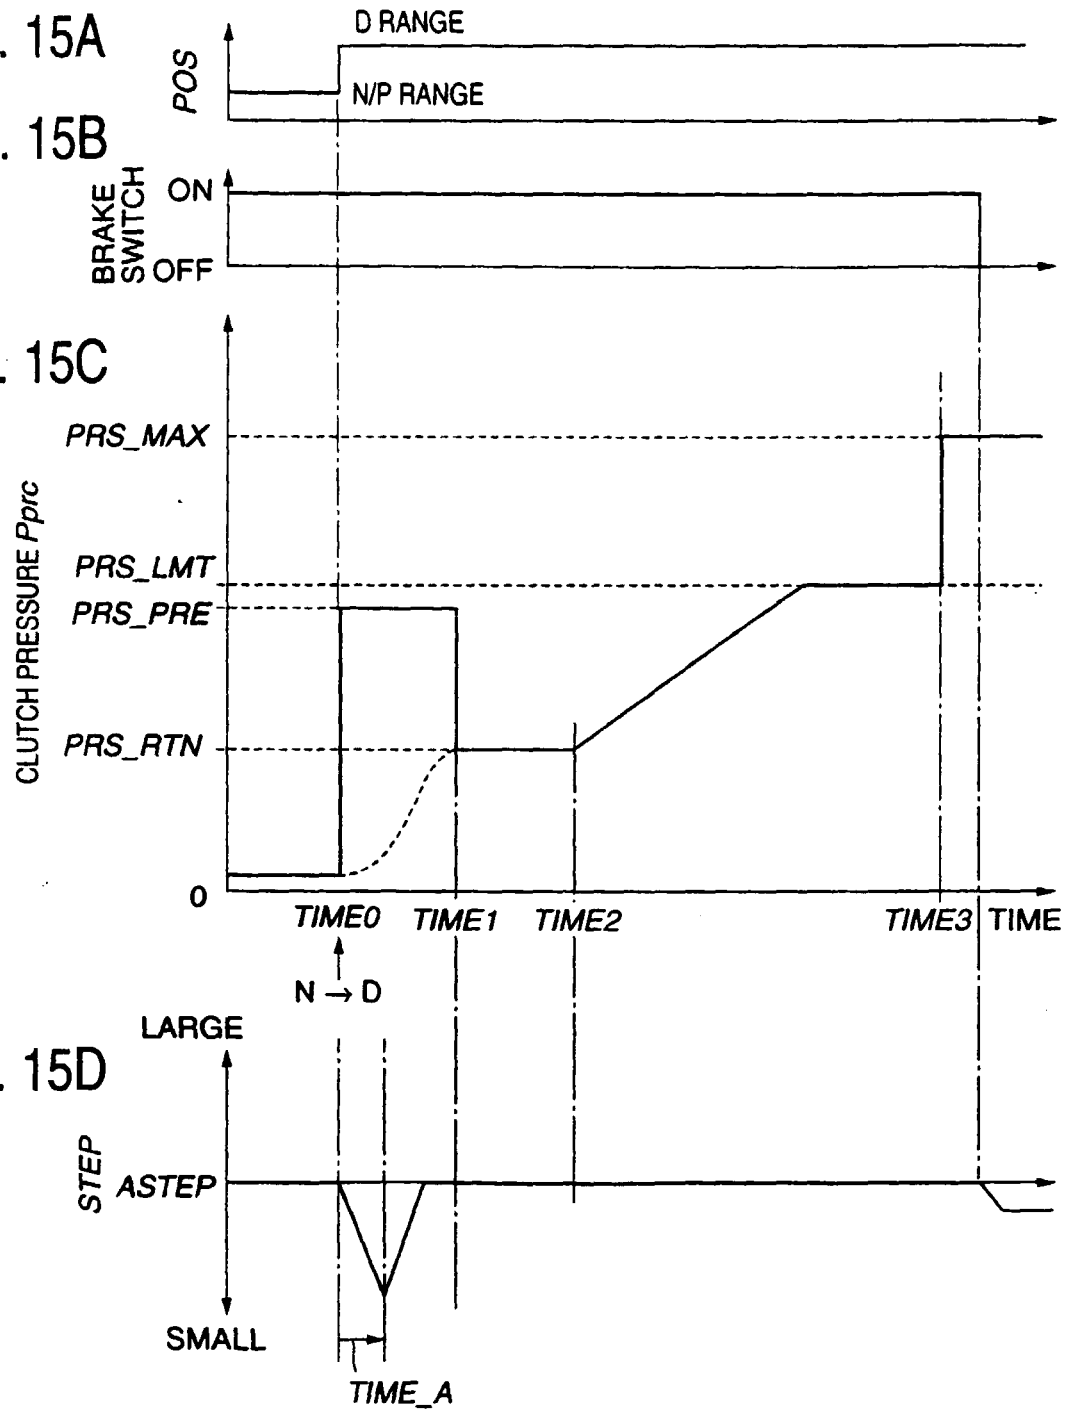 . 15A
POS
D RANGE
N/P RANGE
. 15B
BRAKE
SWITCH
ON
OFF
. 15C
CLUTCH PRESSURE Pprc
PRS_MAX
PRS_LMT
PRS_PRE
PRS_RTN
0
TIME0 TIME1 TIME2 TIME3 TIME
N → D
. 15D
LARGE
STEP
ASTEP
SMALL
TIME_A